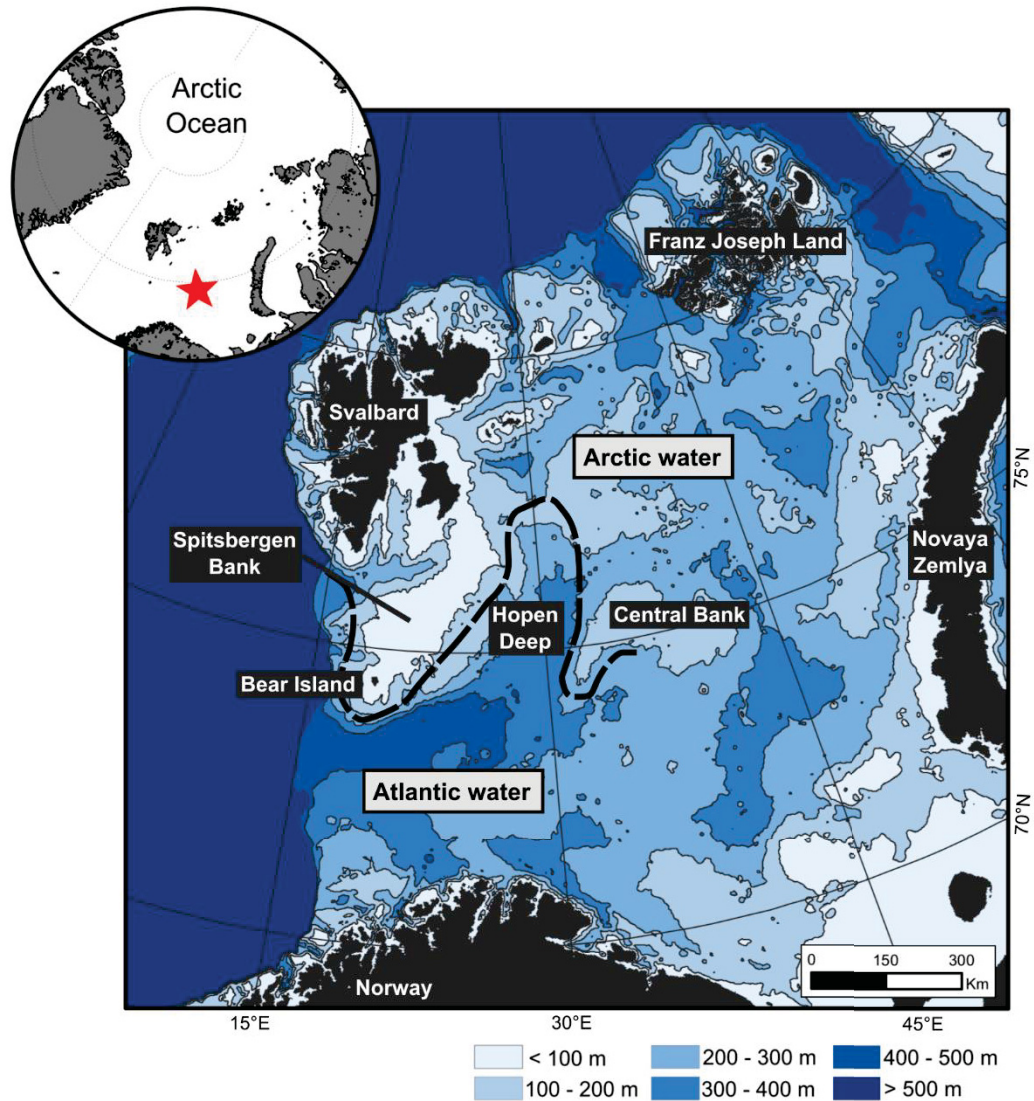 Arctic
Ocean
Franz Joseph Land
Svalbard
Arctic water
75°N
Spitsbergen
Bank
Novaya
Zemlya
Hopen
Deep
Central Bank
Bear Island
Atlantic water
70°N
0 150 300
Km
Norway
15°E 30°E 45°E
< 100 m 200 - 300 m 400 - 500 m
100 - 200 m 300 - 400 m > 500 m